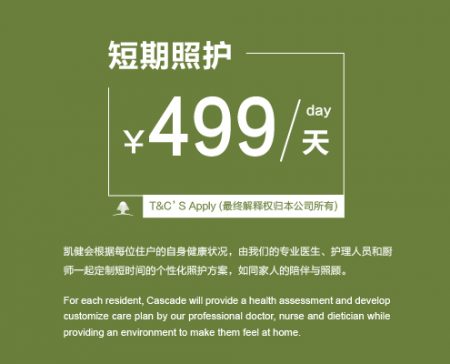 短期照护
¥499/day
天
T&C' S Apply (最终解释权归本公司所有)
凯健会根据每位住户的自身健康状况，由我们的专业医生、护理人员和厨
师一起定制短时间的个性化照护方案，如同家人的陪伴与照顾。
For each resident, Cascade will provide a health assessment and develop
customize care plan by our professional doctor, nurse and dietician while
providing an environment to make them feel at home.